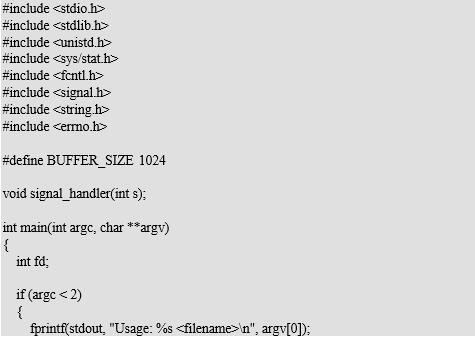 #include <stdio.h>
#include <stdlib.h>
#include <unistd.h>
#include <sys/stat.h>
#include <fcntl.h>
#include <signal.h>
#include <string.h>
#include <errno.h>
#define BUFFER_SIZE 1024
void signal_handler(int s);
int main(int argc, char **argv)
{
int fd;
if (argc < 2)
{
fprintf(stdout, "Usage: %s <filename>\n", argv[0]);